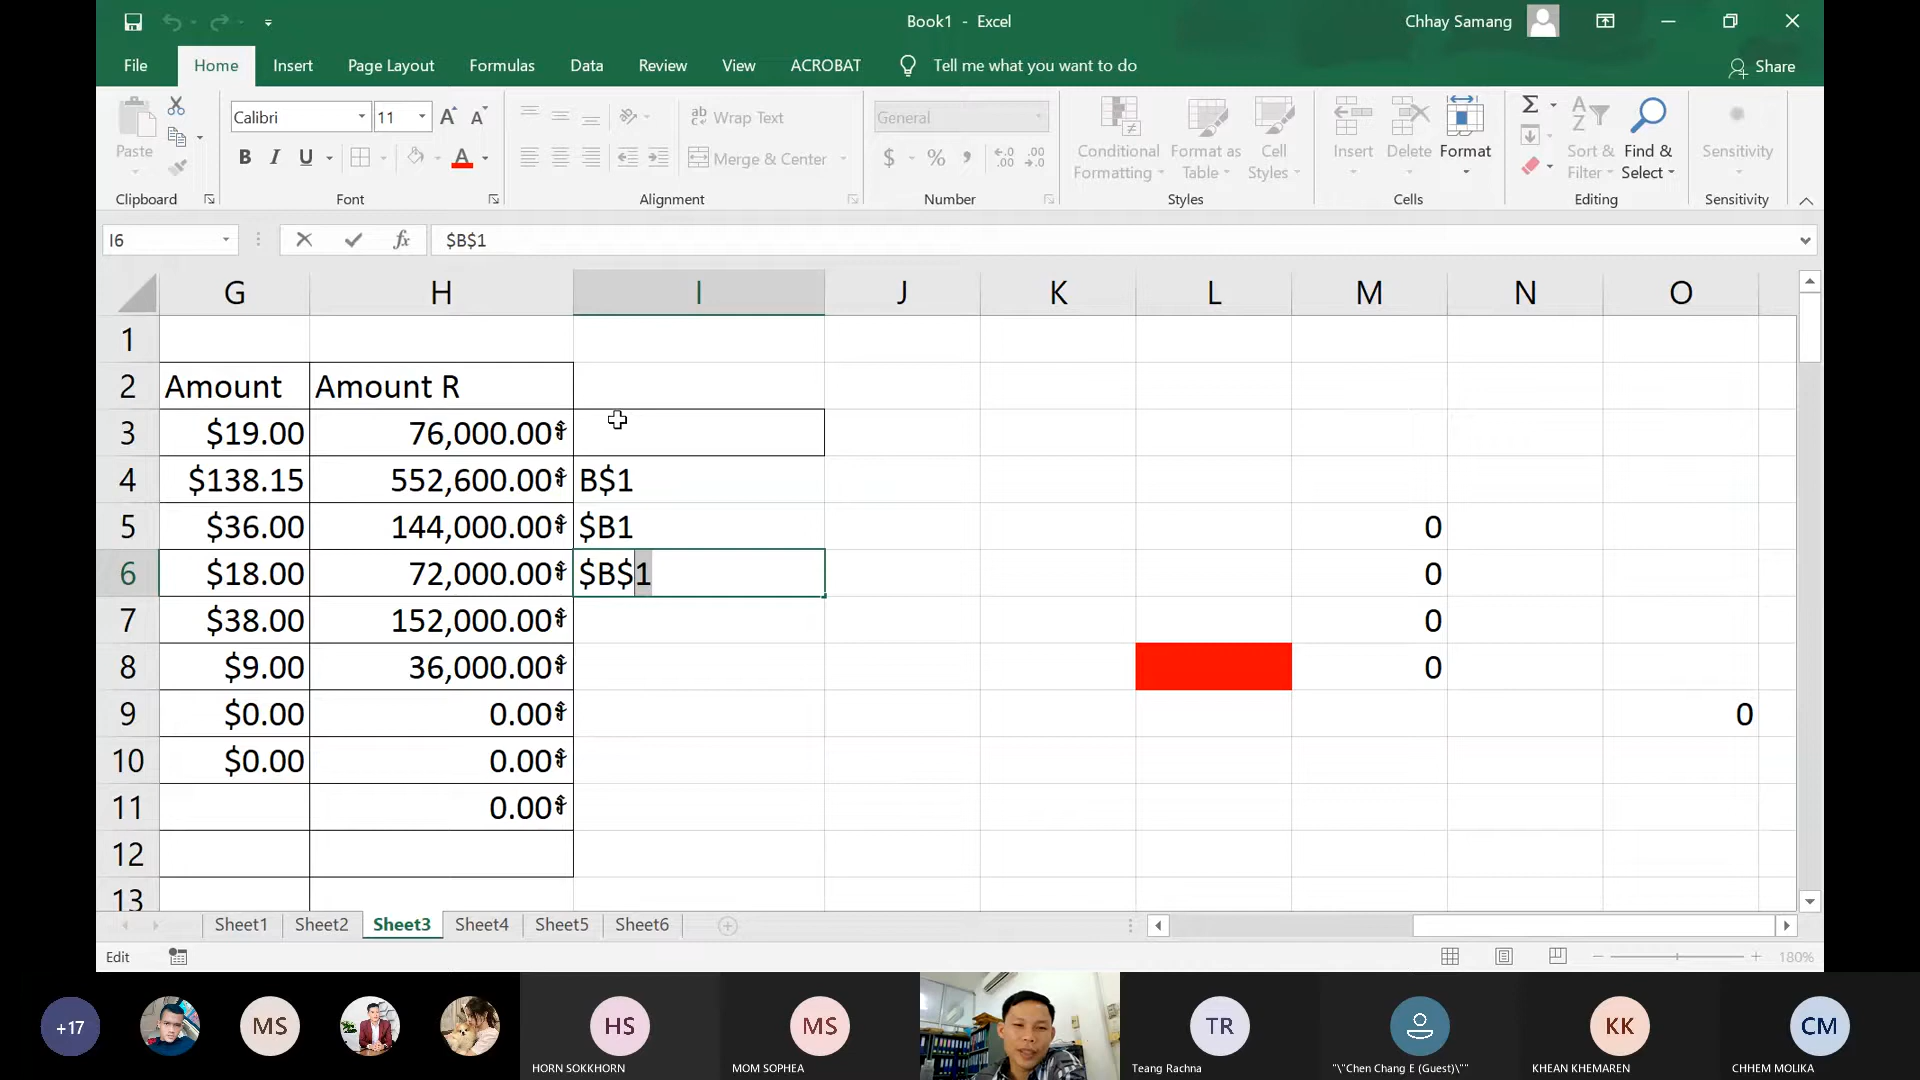 Book1 - Excel
Chhay Samang
File Home Insert Page Layout Formulas Data Review View ACROBAT Tell me what you want to do Share
Paste
Clipboard
Calibri 11
B I U A
Font
ab Wrap Text
Merge & Center
Alignment
General
$ % ,
Number
Conditional Formatting
Format as Table
Cell Styles
Styles
Insert Delete Format
Cells
Sort & Filter
Find & Select
Editing
Sensitivity
Sensitivity
I6 fx $B$1
G H I J K L M N O
1
2 Amount Amount R
3 $19.00 76,000.00៛
4 $138.15 552,600.00៛ B$1
5 $36.00 144,000.00៛ $B1 0
6 $18.00 72,000.00៛ $B$1 0
7 $38.00 152,000.00៛ 0
8 $9.00 36,000.00៛ 0
9 $0.00 0.00៛ 0
10 $0.00 0.00៛
11 0.00៛
12
13
Sheet1 Sheet2 Sheet3 Sheet4 Sheet5 Sheet6
Edit 180%
+17 MS HS MS TR KK CM
HORN SOKKHORN MOM SOPHEA Teang Rachna "\"Chen Chang E (Guest)\"" KHEAN KHEMAREN CHHEM MOLIKA